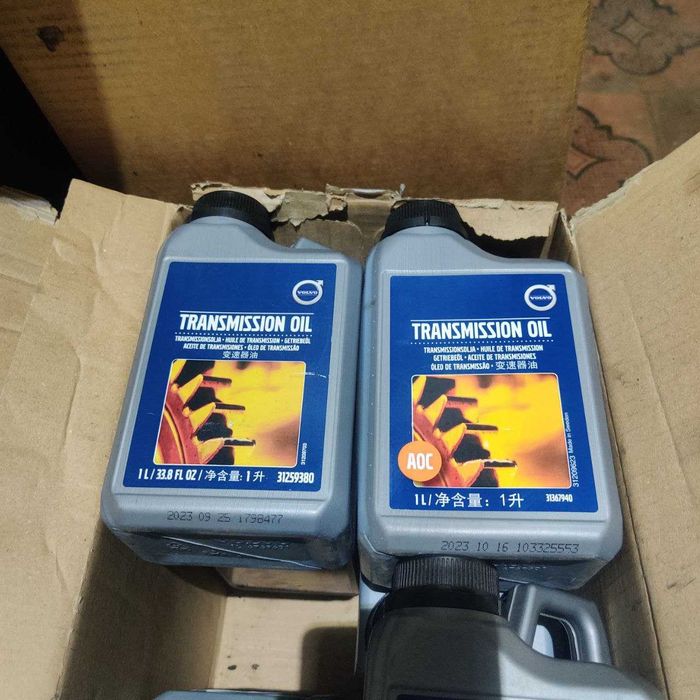 VOLVO
TRANSMISSION OIL
TRANSMISSIONSOLJA · HUILE DE TRANSMISSION · GETRIEBEÖL
ACEITE DE TRANSMISIONES · ÓLEO DE TRANSMISSÃO
变速器油
1 L / 33.8 FL OZ / 净含量: 1 升
31259380
2023 09 25 1798477
VOLVO
TRANSMISSION OIL
TRANSMISSIONSOLJA · HUILE DE TRANSMISSION
GETRIEBEÖL · ACEITE DE TRANSMISIONES
ÓLEO DE TRANSMISSÃO · 变速器油
AOC
31209623 Made in Sweden
1 L / 净含量: 1 升
31367940
2023 10 16 103325553